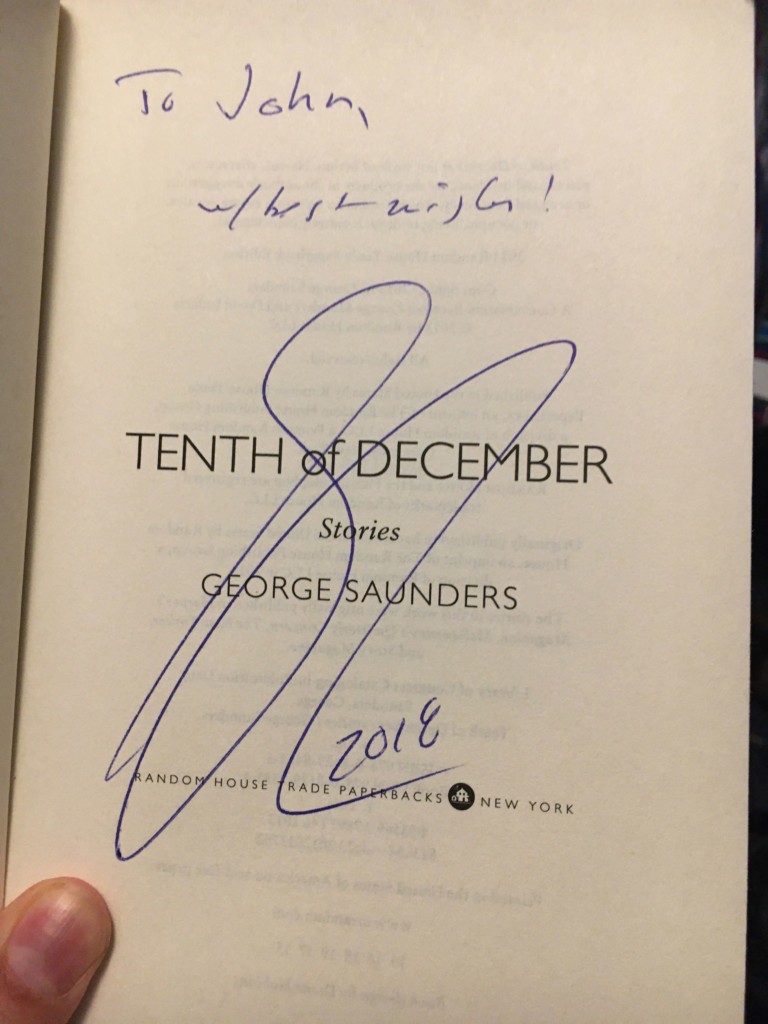 To John,
w/best wishes!
TENTH of DECEMBER
Stories
GEORGE SAUNDERS
2018
RANDOM HOUSE TRADE PAPERBACKS NEW YORK